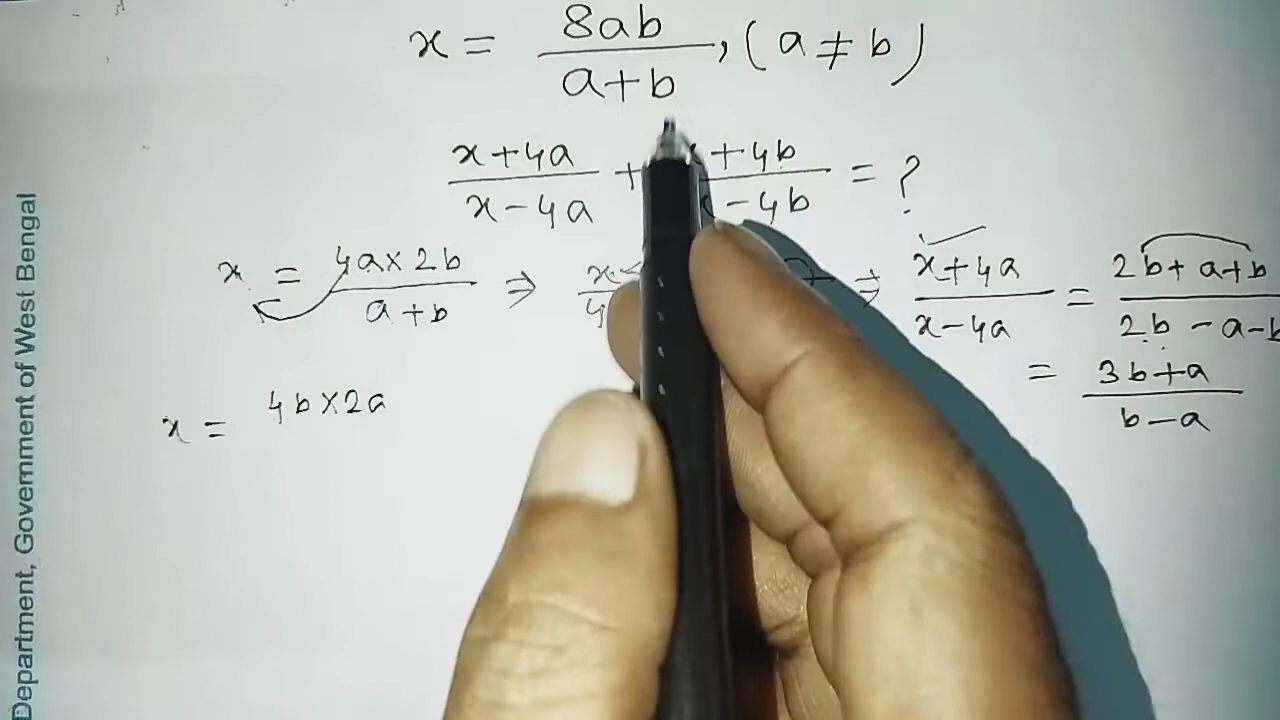 x = 8ab / a+b , (a ≠ b)
x+4a / x-4a + +4b / -4b = ?
x = 4a×2b / a+b ⇒ x / 4 ⇒ x+4a / x-4a = 2b+a+b / 2b-a-b
= 3b+a / b-a
x = 4b×2a
Department, Government of West Bengal